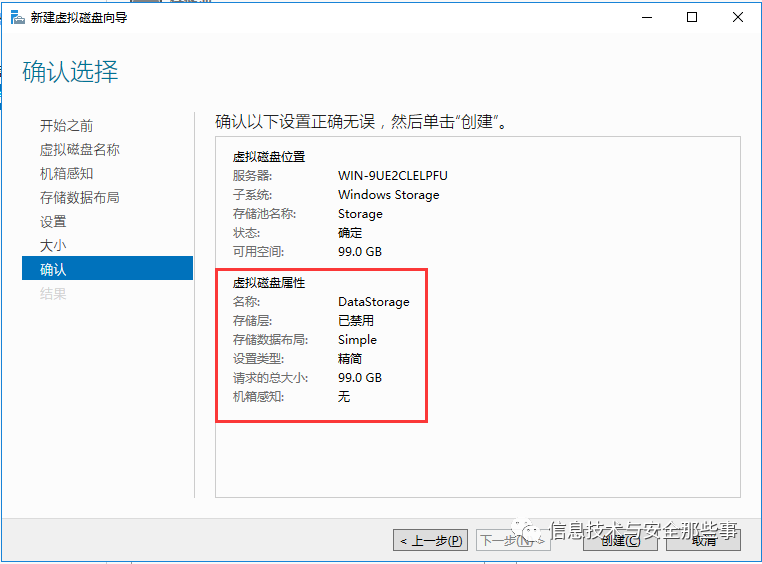 新建虚拟磁盘向导
确认选择
开始之前
虚拟磁盘名称
机箱感知
存储数据布局
设置
大小
确认
结果
确认以下设置正确无误，然后单击“创建”。
虚拟磁盘位置
服务器: WIN-9UE2CLELPFU
子系统: Windows Storage
存储池名称: Storage
状态: 确定
可用空间: 99.0 GB
虚拟磁盘属性
名称: DataStorage
存储层: 已禁用
存储数据布局: Simple
设置类型: 精简
请求的总大小: 99.0 GB
机箱感知: 无
< 上一步(P) 下一步(N) > 创建(C) 取消
信息技术与安全那些事